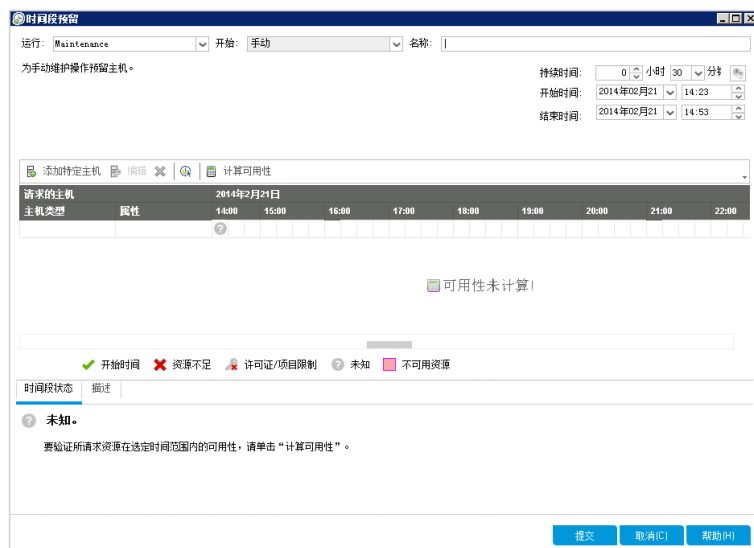 时间段预留
运行: Maintenance 开始: 手动 名称:
为手动维护操作预留主机。
持续时间: 0 小时 30 分钟
开始时间: 2014年02月21 14:23
结束时间: 2014年02月21 14:53
添加特定主机 编辑 计算可用性
请求的主机 2014年2月21日
主机类型 属性 14:00 15:00 16:00 17:00 18:00 19:00 20:00 21:00 22:00
可用性未计算!
开始时间 资源不足 许可证/项目限制 未知 不可用资源
时间段状态 描述
未知。
要验证所请求资源在选定时间范围内的可用性，请单击“计算可用性”。
提交 取消(C) 帮助(H)